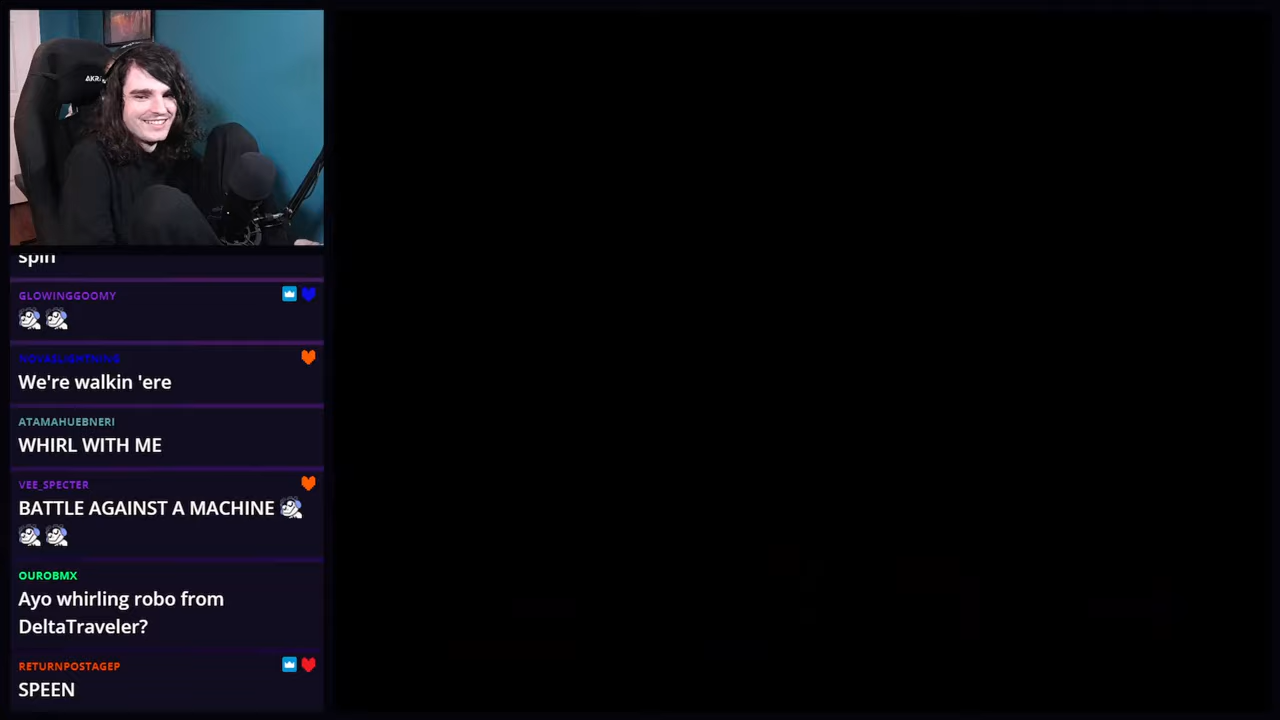 AKR
spin
GLOWINGGOOMY
We're walkin 'ere
ATAMAHUEBNERI
WHIRL WITH ME
VEE_SPECTER
BATTLE AGAINST A MACHINE
OUROBMX
Ayo whirling robo from
DeltaTraveler?
RETURNPOSTAGEP
SPEEN